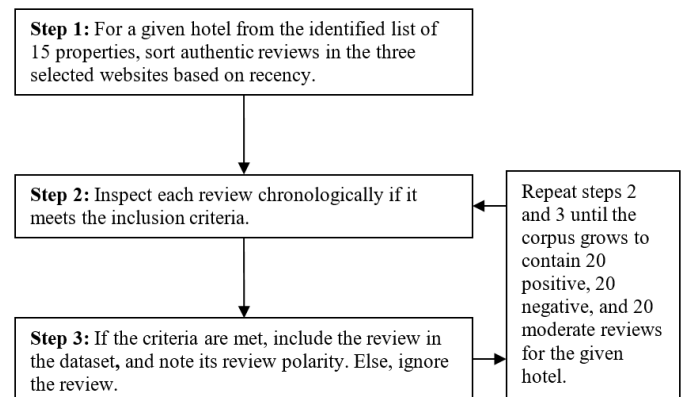 Step 1: For a given hotel from the identified list of
15 properties, sort authentic reviews in the three
selected websites based on recency.
Step 2: Inspect each review chronologically if it
meets the inclusion criteria.
Repeat steps 2
and 3 until the
corpus grows to
contain 20
positive, 20
negative, and 20
moderate reviews
for the given
hotel.
Step 3: If the criteria are met, include the review in
the dataset, and note its review polarity. Else, ignore
the review.